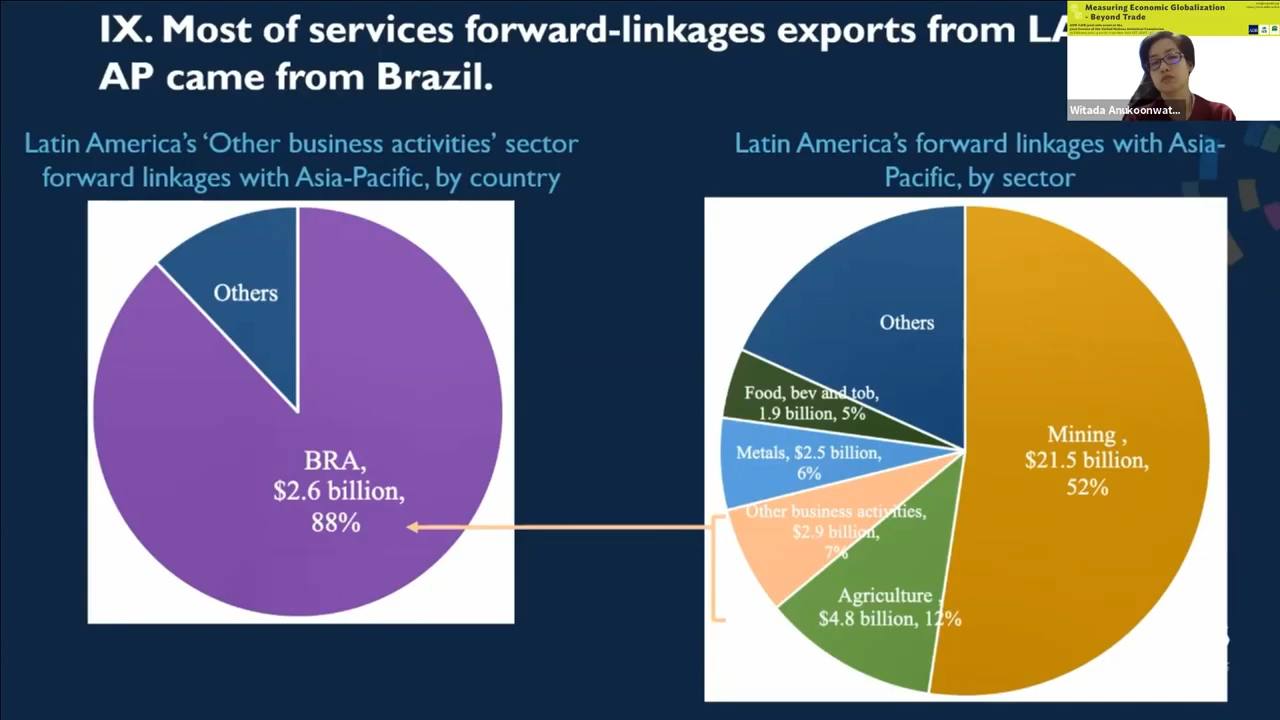 IX. Most of services forward-linkages exports from LA
AP came from Brazil.
Measuring Economic Globalization
- Beyond Trade
Witada Anukoonwat...
Latin America's 'Other business activities' sector
forward linkages with Asia-Pacific, by country
Others
BRA,
$2.6 billion,
88%
Latin America's forward linkages with Asia-
Pacific, by sector
Others
Food, bev and tob,
1.9 billion, 5%
Metals, $2.5 billion,
6%
Other business activities,
$2.9 billion,
7%
Agriculture ,
$4.8 billion, 12%
Mining ,
$21.5 billion,
52%